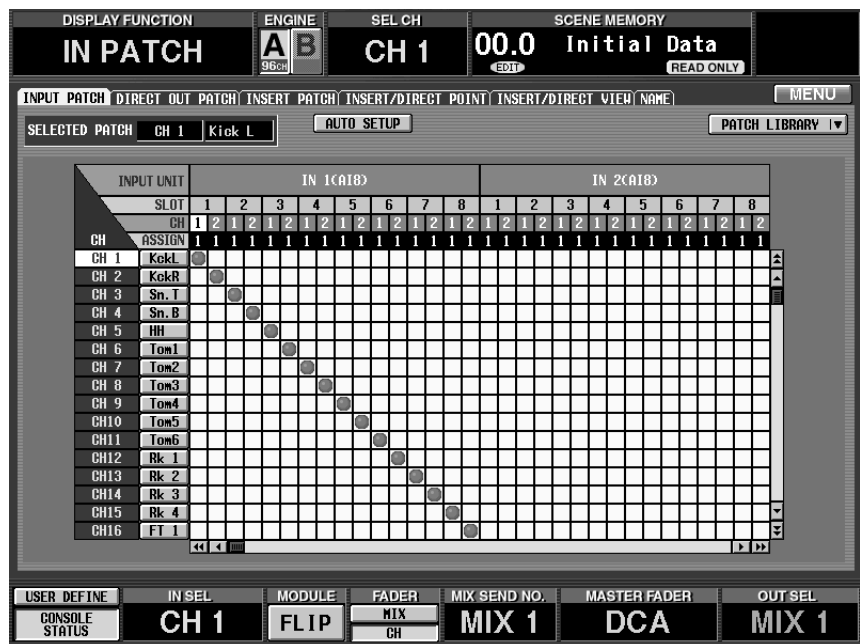 DISPLAY FUNCTION ENGINE SEL CH SCENE MEMORY
IN PATCH A B CH 1 00.0 Initial Data
96CH EDIT READ ONLY
INPUT PATCH DIRECT OUT PATCH INSERT PATCH INSERT/DIRECT POINT INSERT/DIRECT VIEW NAME MENU
SELECTED PATCH CH 1 Kick L AUTO SETUP PATCH LIBRARY
INPUT UNIT IN 1(AI8) IN 2(AI8)
SLOT 1 2 3 4 5 6 7 8 1 2 3 4 5 6 7 8
CH 1 2 1 2 1 2 1 2 1 2 1 2 1 2 1 2 1 2 1 2 1 2 1 2 1 2 1 2 1 2 1 2
CH ASSIGN 1 1 1 1 1 1 1 1 1 1 1 1 1 1 1 1 1 1 1 1 1 1 1 1 1 1 1 1 1 1 1 1
CH 1 KckL
CH 2 KckR
CH 3 Sn.T
CH 4 Sn.B
CH 5 HH
CH 6 Tom1
CH 7 Tom2
CH 8 Tom3
CH 9 Tom4
CH10 Tom5
CH11 Tom6
CH12 Rk 1
CH13 Rk 2
CH14 Rk 3
CH15 Rk 4
CH16 FT 1
USER DEFINE IN SEL MODULE FADER MIX SEND NO. MASTER FADER OUT SEL
CONSOLE STATUS CH 1 FLIP MIX CH MIX 1 DCA MIX 1